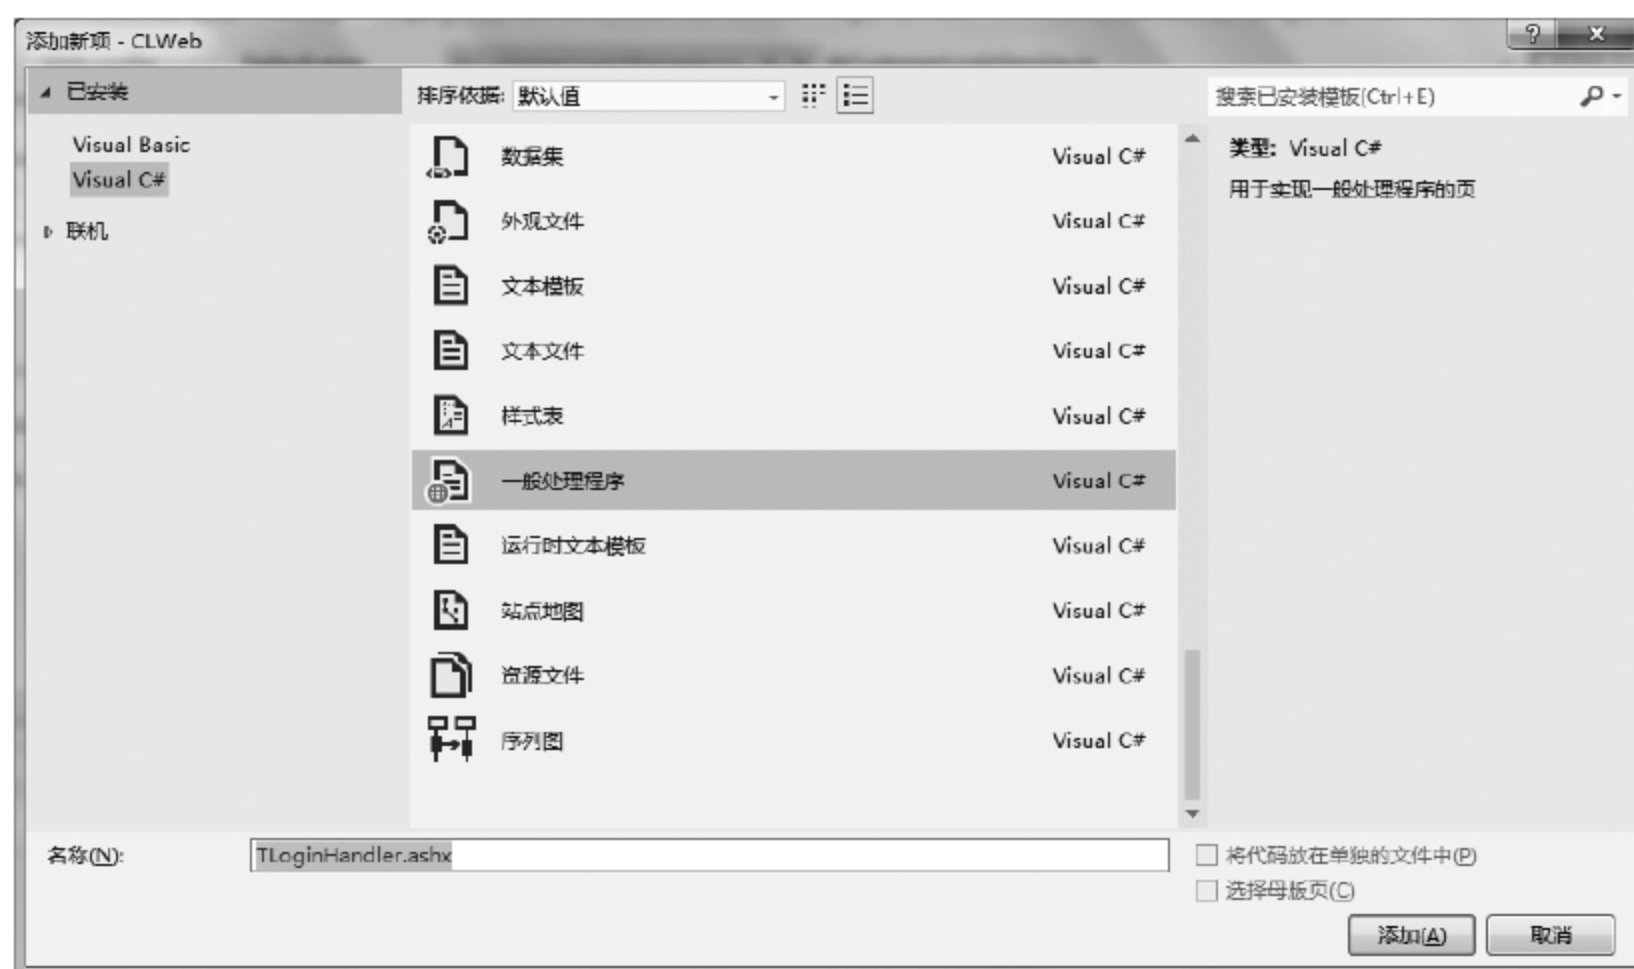 添加新项 - CLWeb
已安装
Visual Basic
Visual C#
联机
排序依据: 默认值
数据集 Visual C#
外观文件 Visual C#
文本模板 Visual C#
文本文件 Visual C#
样式表 Visual C#
一般处理程序 Visual C#
运行时文本模板 Visual C#
站点地图 Visual C#
资源文件 Visual C#
序列图 Visual C#
搜索已安装模板(Ctrl+E)
类型: Visual C#
用于实现一般处理程序的页
名称(N): TLoginHandler.ashx
将代码放在单独的文件中(P)
选择母版页(C)
添加(A) 取消